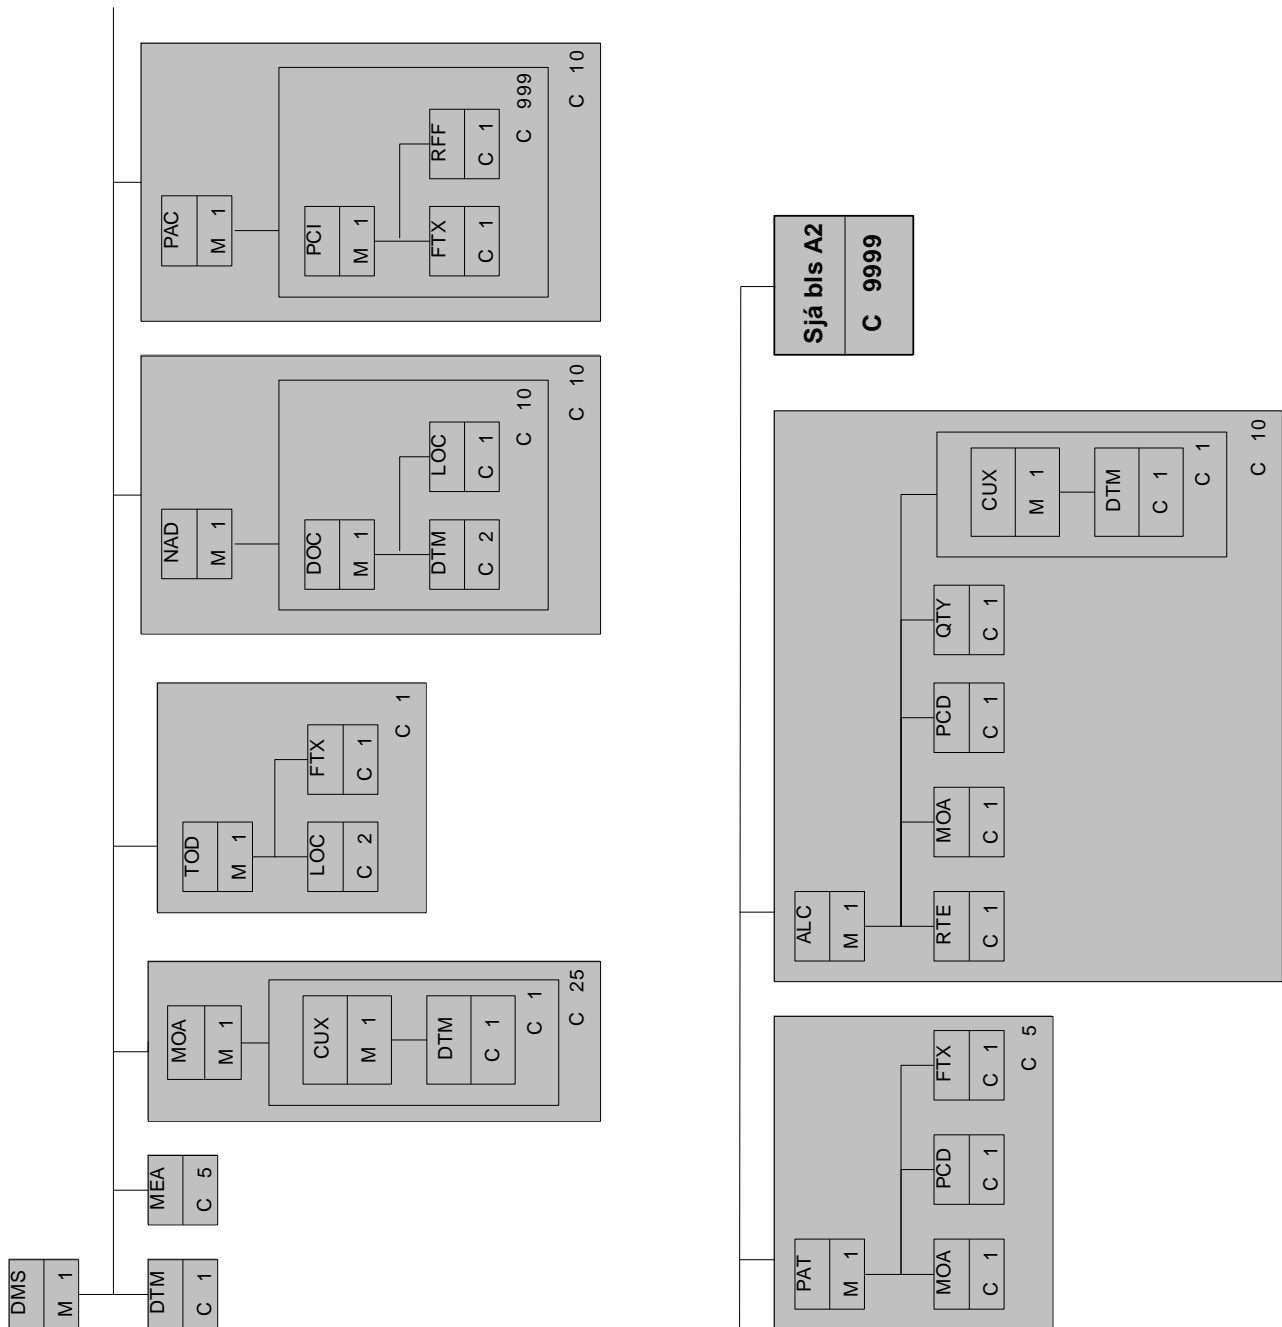 DMS
M 1
DTM
C 1
MEA
C 5
MOA
M 1
CUX
M 1
DTM
C 1
C 1
C 25
TOD
M 1
LOC
C 2
FTX
C 1
C 1
NAD
M 1
DOC
M 1
DTM
C 2
LOC
C 1
C 10
C 10
PAC
M 1
PCI
M 1
FTX
C 1
RFF
C 1
C 999
C 10
PAT
M 1
MOA
C 1
PCD
C 1
FTX
C 1
C 5
ALC
M 1
RTE
C 1
MOA
C 1
PCD
C 1
QTY
C 1
CUX
M 1
DTM
C 1
C 1
C 10
Sjá bls A2
C 9999